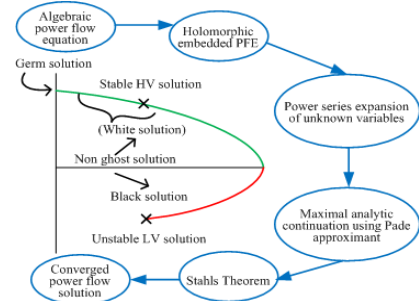 Algebraic
power flow
equation
Holomorphic
embedded PFE
Germ solution
Stable HV solution
(White solution)
Non ghost solution
Black solution
Unstable LV solution
Power series expansion
of unknown variables
Maximal analytic
continuation using Pade
approximant
Stahls Theorem
Converged
power flow
solution